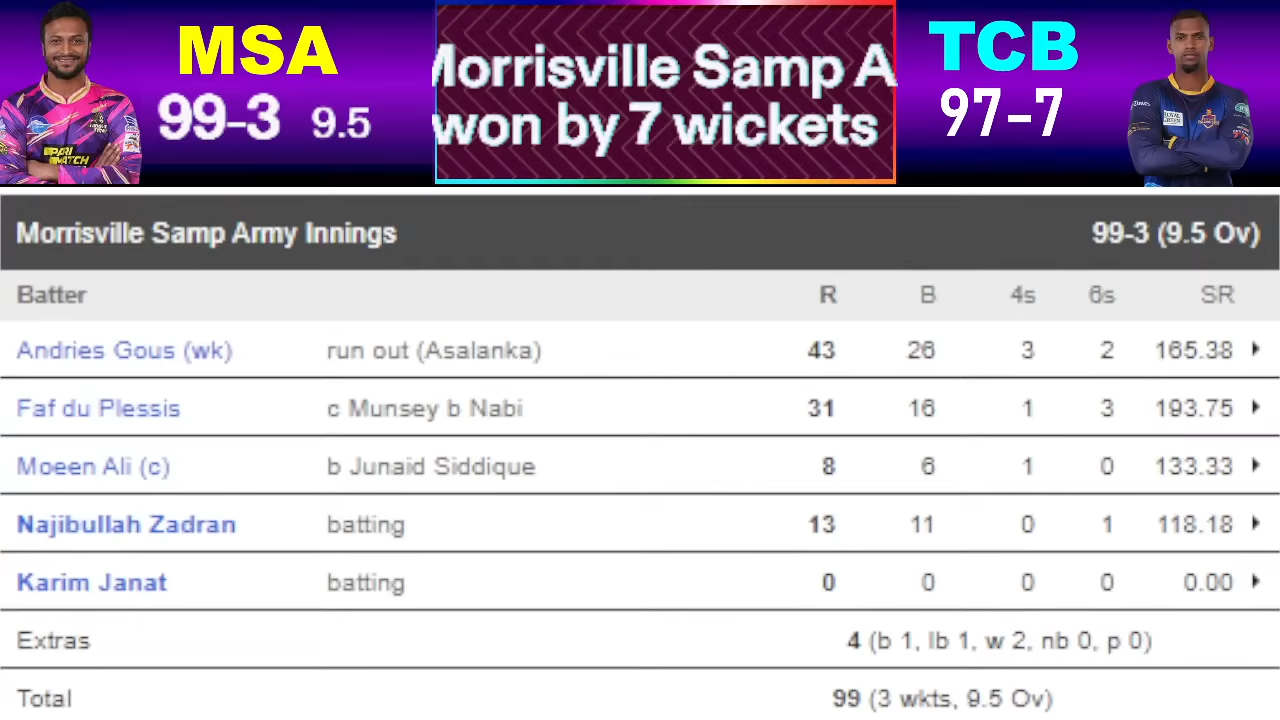 MSA
99-3 9.5
Morrisville Samp A
won by 7 wickets
TCB
97-7
PARI
MATCH
ROYAL
GREEN
Morrisville Samp Army Innings 99-3 (9.5 Ov)
Batter R B 4s 6s SR
Andries Gous (wk) run out (Asalanka) 43 26 3 2 165.38
Faf du Plessis c Munsey b Nabi 31 16 1 3 193.75
Moeen Ali (c) b Junaid Siddique 8 6 1 0 133.33
Najibullah Zadran batting 13 11 0 1 118.18
Karim Janat batting 0 0 0 0 0.00
Extras 4 (b 1, lb 1, w 2, nb 0, p 0)
Total 99 (3 wkts, 9.5 Ov)